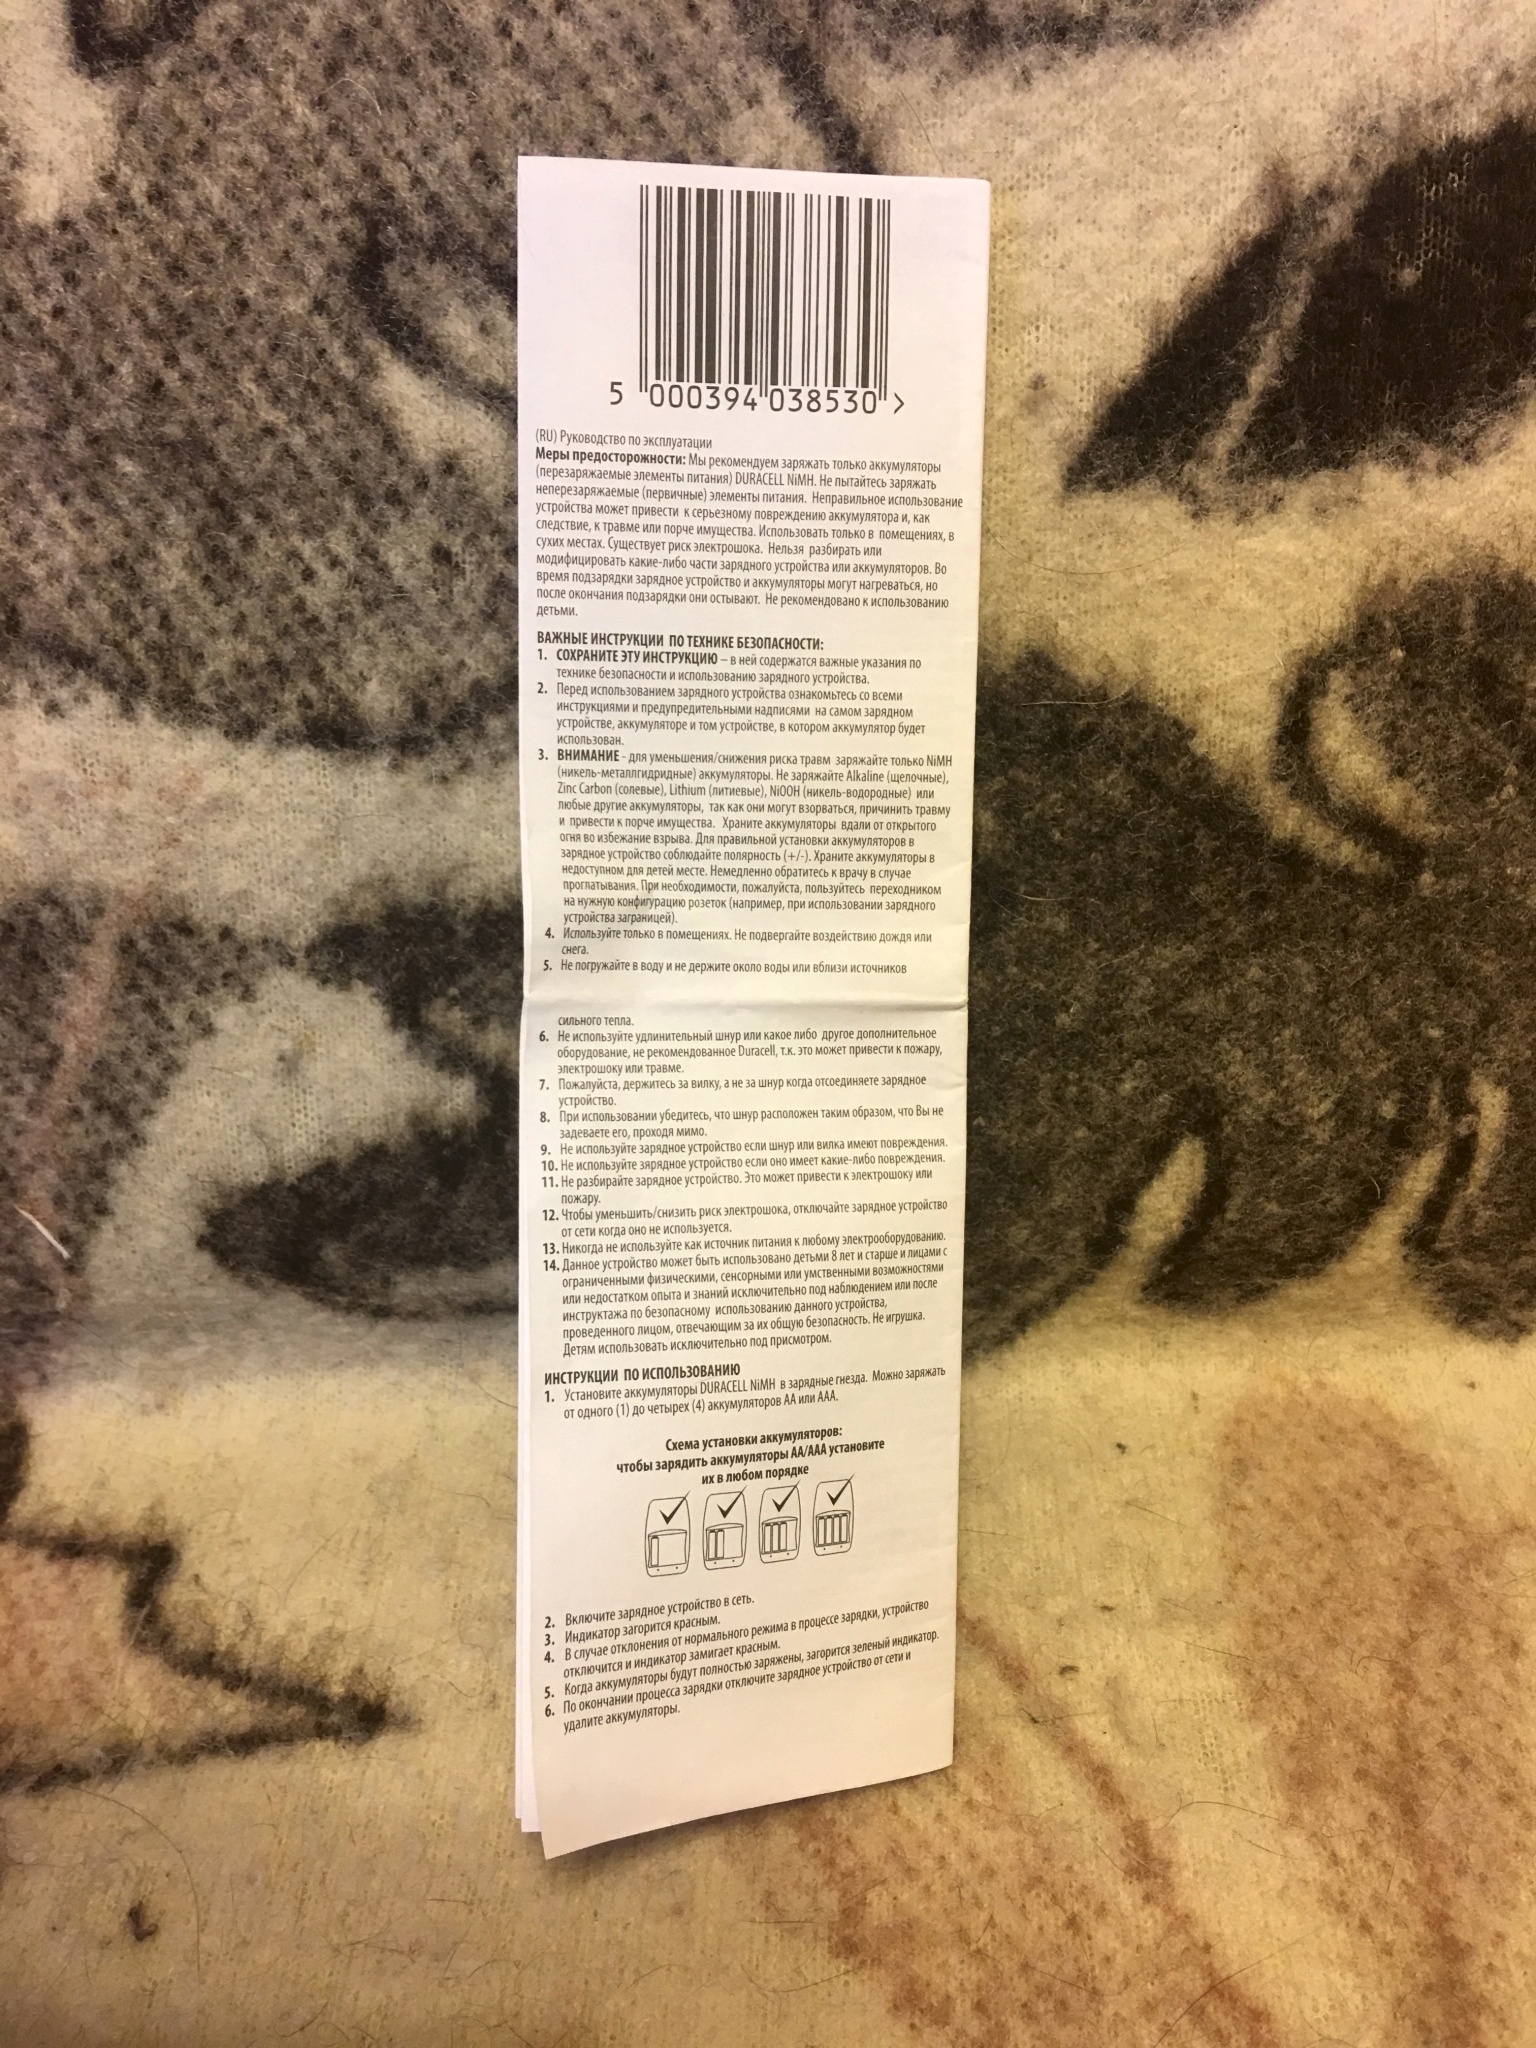 5 000394 038530 >
(RU) Руководство по эксплуатации
Меры предосторожности: Мы рекомендуем заряжать только аккумуляторы
(перезаряжаемые элементы питания) DURACELL NiMH. Не пытайтесь заряжать
неперезаряжаемые (первичные) элементы питания. Неправильное использование
устройства может привести к серьезному повреждению аккумулятора и, как
следствие, к травме или порче имущества. Использовать только в помещениях, в
сухих местах. Существует риск электрошока. Нельзя разбирать или
модифицировать какие-либо части зарядного устройства или аккумуляторов. Во
время подзарядки зарядное устройство и аккумуляторы могут нагреваться, но
после окончания подзарядки они остывают. Не рекомендовано к использованию
детьми.
ВАЖНЫЕ ИНСТРУКЦИИ ПО ТЕХНИКЕ БЕЗОПАСНОСТИ:
1. СОХРАНИТЕ ЭТУ ИНСТРУКЦИЮ – в ней содержатся важные указания по
технике безопасности и использованию зарядного устройства.
2. Перед использованием зарядного устройства ознакомьтесь со всеми
инструкциями и предупредительными надписями на самом зарядном
устройстве, аккумуляторе и том устройстве, в котором аккумулятор будет
использован.
3. ВНИМАНИЕ - для уменьшения/снижения риска травм заряжайте только NiMH
(никель-металлгидридные) аккумуляторы. Не заряжайте Alkaline (щелочные),
Zinc Carbon (солевые), Lithium (литиевые), NiOOH (никель-водородные) или
любые другие аккумуляторы, так как они могут взорваться, причинить травму
и привести к порче имущества. Храните аккумуляторы вдали от открытого
огня во избежание взрыва. Для правильной установки аккумуляторов в
зарядное устройство соблюдайте полярность (+/-). Храните аккумуляторы в
недоступном для детей месте. Немедленно обратитесь к врачу в случае
проглатывания. При необходимости, пожалуйста, пользуйтесь переходником
на нужную конфигурацию розеток (например, при использовании зарядного
устройства заграницей).
4. Используйте только в помещениях. Не подвергайте воздействию дождя или
снега.
5. Не погружайте в воду и не держите около воды или вблизи источников
сильного тепла.
6. Не используйте удлинительный шнур или какое либо другое дополнительное
оборудование, не рекомендованное Duracell, т.к. это может привести к пожару,
электрошоку или травме.
7. Пожалуйста, держитесь за вилку, а не за шнур когда отсоединяете зарядное
устройство.
8. При использовании убедитесь, что шнур расположен таким образом, что Вы не
задеваете его, проходя мимо.
9. Не используйте зарядное устройство если шнур или вилка имеют повреждения.
10. Не используйте зярядное устройство если оно имеет какие-либо повреждения.
11. Не разбирайте зарядное устройство. Это может привести к электрошоку или
пожару.
12. Чтобы уменьшить/снизить риск электрошока, отключайте зарядное устройство
от сети когда оно не используется.
13. Никогда не используйте как источник питания к любому электрооборудованию.
14. Данное устройство может быть использовано детьми 8 лет и старше и лицами с
ограниченными физическими, сенсорными или умственными возможностями
или недостатком опыта и знаний исключительно под наблюдением или после
инструктажа по безопасному использованию данного устройства,
проведенного лицом, отвечающим за их общую безопасность. Не игрушка.
Детям использовать исключительно под присмотром.
ИНСТРУКЦИИ ПО ИСПОЛЬЗОВАНИЮ
1. Установите аккумуляторы DURACELL NiMH в зарядные гнезда. Можно заряжать
от одного (1) до четырех (4) аккумуляторов AA или AAA.
Схема установки аккумуляторов:
чтобы зарядить аккумуляторы AA/AAA установите
их в любом порядке
2. Включите зарядное устройство в сеть.
3. Индикатор загорится красным.
4. В случае отклонения от нормального режима в процессе зарядки, устройство
отключится и индикатор замигает красным.
5. Когда аккумуляторы будут полностью заряжены, загорится зеленый индикатор.
6. По окончании процесса зарядки отключите зарядное устройство от сети и
удалите аккумуляторы.